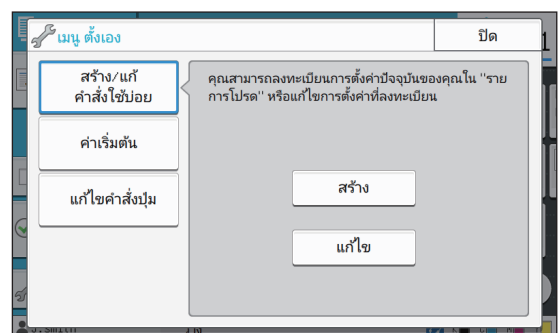 เมนู ตั้งเอง
ปิด
1
สร้าง/แก้
คำสั่งใช้บ่อย
คุณสามารถลงทะเบียนการตั้งค่าปัจจุบันของคุณใน "ราย
การโปรด" หรือแก้ไขการตั้งค่าที่ลงทะเบียน
ค่าเริ่มต้น
แก้ไขคำสั่งปุ่ม
สร้าง
แก้ไข